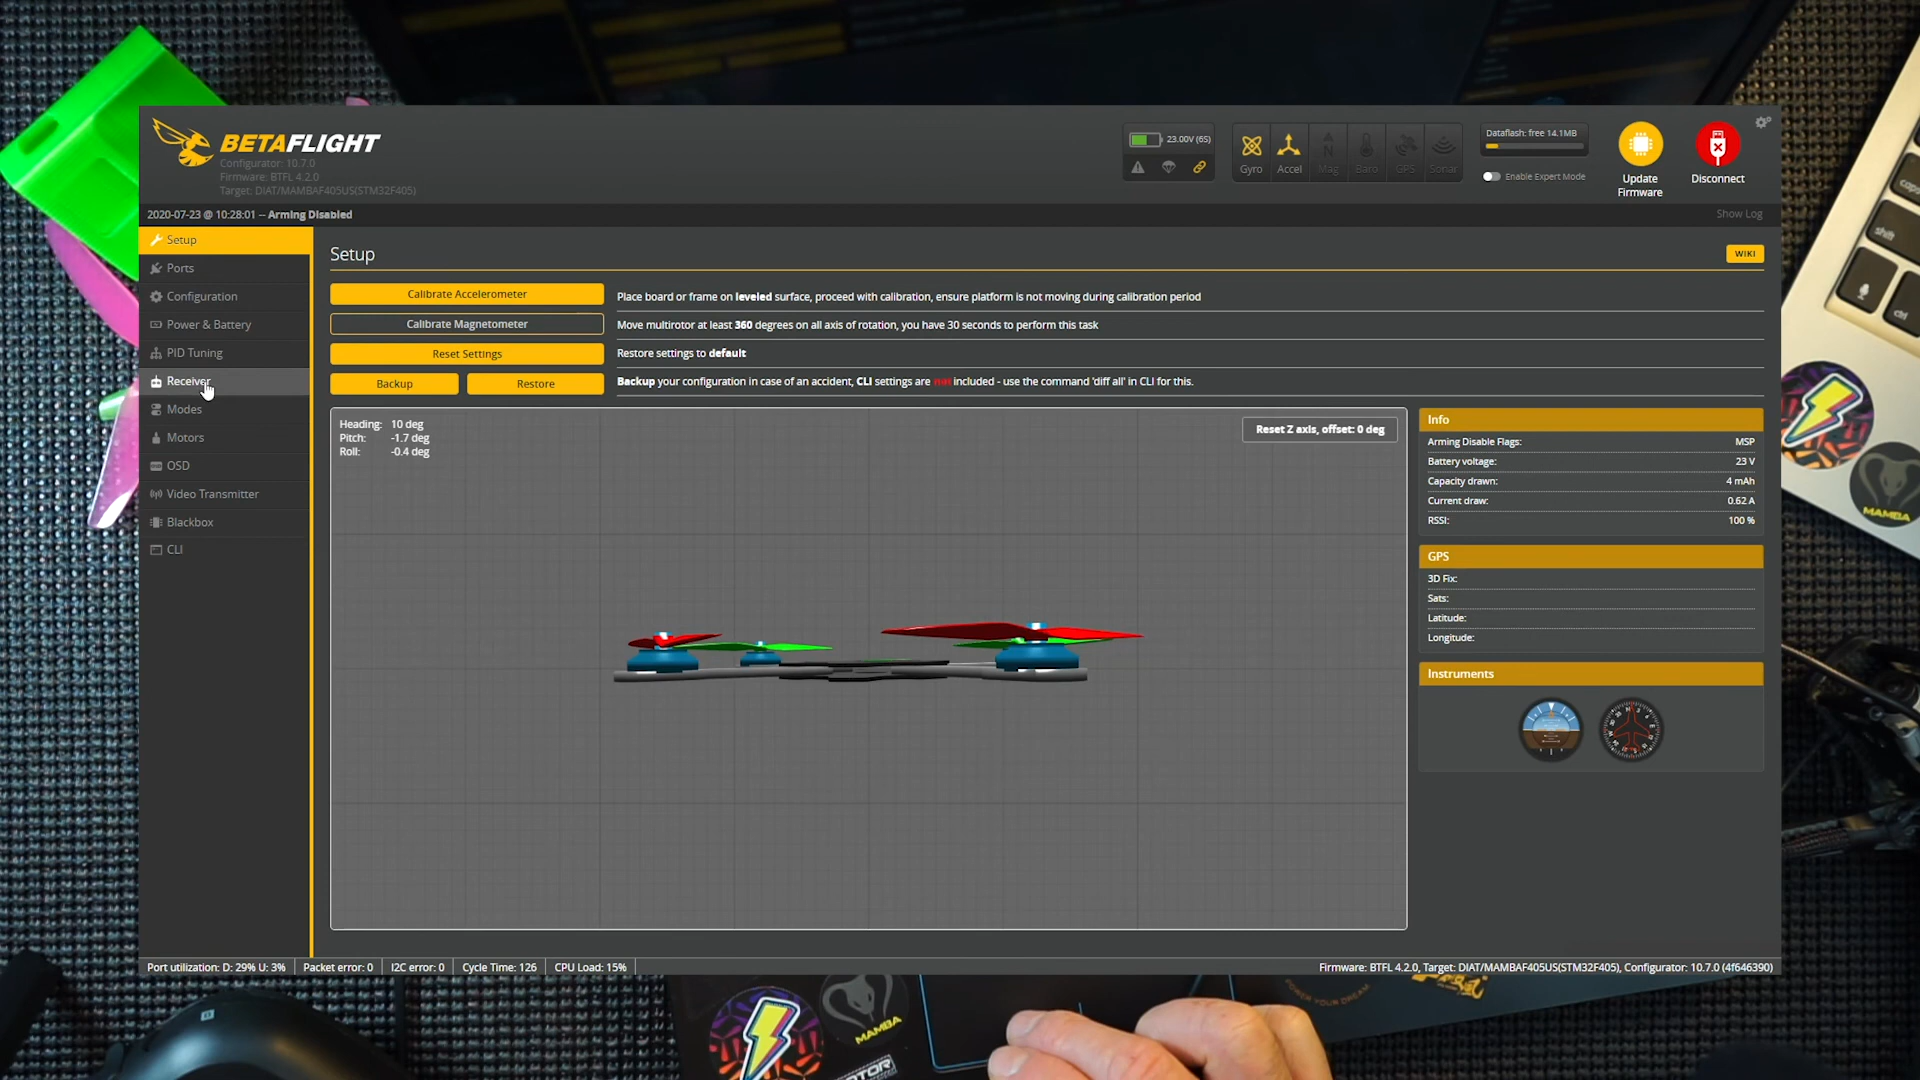 BETAFLIGHT
Configurator: 10.7.0
Firmware: BTFL 4.2.0
Target: DIAT/MAMBAF405US(STM32F405)
23.00V (6S)
Gyro
Accel
Mag
Baro
GPS
Sonar
Dataflash: free 14.1MB
Enable Expert Mode
Update
Firmware
Disconnect
2020-07-23 @ 10:28:01 -- Arming Disabled
Show Log
Setup
Ports
Configuration
Power & Battery
PID Tuning
Receiver
Modes
Motors
OSD
Video Transmitter
Blackbox
CLI
Setup
WIKI
Calibrate Accelerometer
Place board or frame on leveled surface, proceed with calibration, ensure platform is not moving during calibration period
Calibrate Magnetometer
Move multirotor at least 360 degrees on all axis of rotation, you have 30 seconds to perform this task
Reset Settings
Restore settings to default
Backup
Restore
Backup your configuration in case of an accident, CLI settings are not included - use the command 'diff all' in CLI for this.
Heading: 10 deg
Pitch: -1.7 deg
Roll: -0.4 deg
Reset Z axis, offset: 0 deg
Info
Arming Disable Flags: MSP
Battery voltage: 23 V
Capacity drawn: 4 mAh
Current draw: 0.62 A
RSSI: 100 %
GPS
3D Fix:
Sats:
Latitude:
Longitude:
Instruments
Port utilization: D: 29% U: 3%
Packet error: 0
I2C error: 0
Cycle Time: 126
CPU Load: 15%
Firmware: BTFL 4.2.0, Target: DIAT/MAMBAF405US(STM32F405), Configurator: 10.7.0 (4f646390)
caps
shift
ctrl
MAMBA
MAMBA
POWER YOUR DREAM